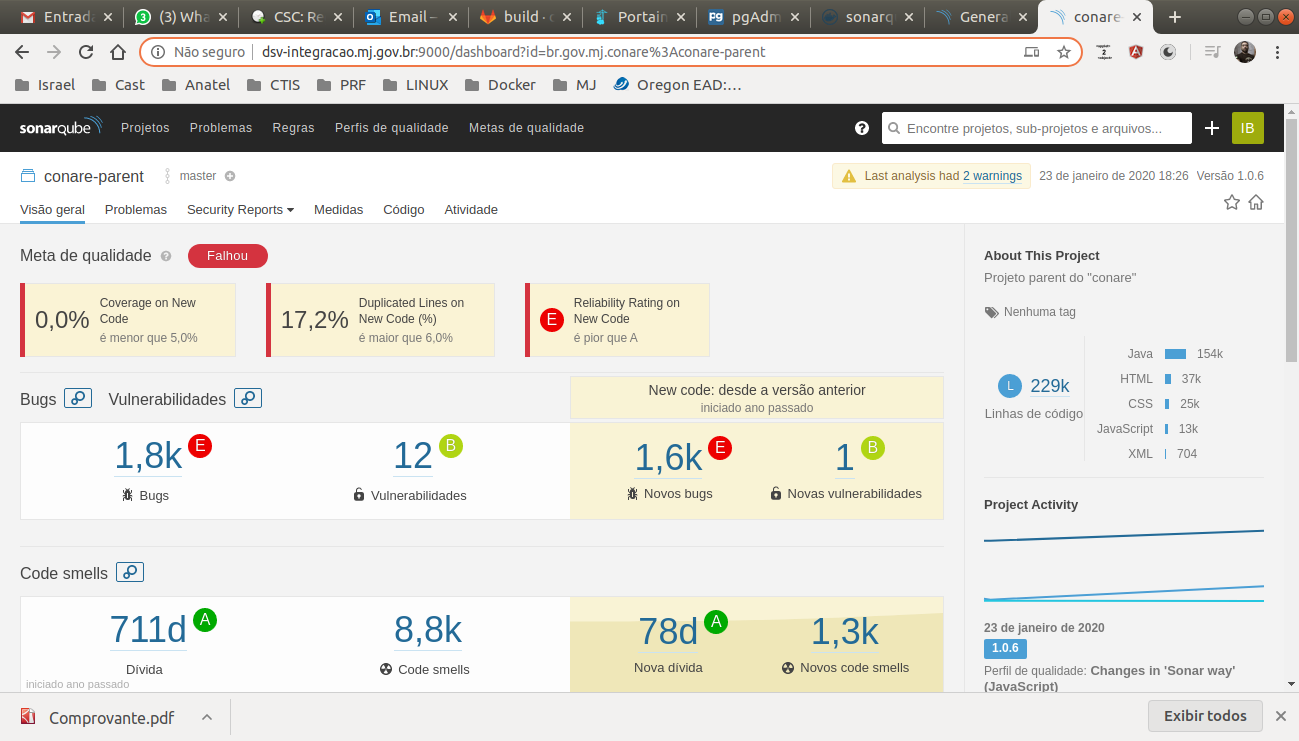 Entrada
(3) Wha
CSC: Re
Email –
build · 
Portain
pgAdm
sonarq
Genera
conare-
Não seguro | dsv-integracao.mj.gov.br:9000/dashboard?id=br.gov.mj.conare%3Aconare-parent
Israel
Cast
Anatel
CTIS
PRF
LINUX
Docker
MJ
Oregon EAD:...
sonarqube
Projetos
Problemas
Regras
Perfis de qualidade
Metas de qualidade
Encontre projetos, sub-projetos e arquivos...
IB
conare-parent
master
Last analysis had 2 warnings
23 de janeiro de 2020 18:26 Versão 1.0.6
Visão geral
Problemas
Security Reports
Medidas
Código
Atividade
Meta de qualidade
Falhou
0,0%
Coverage on New
Code
é menor que 5,0%
17,2%
Duplicated Lines on
New Code (%)
é maior que 6,0%
E
Reliability Rating on
New Code
é pior que A
Bugs
Vulnerabilidades
New code: desde a versão anterior
iniciado ano passado
1,8k E
Bugs
12 B
Vulnerabilidades
1,6k E
Novos bugs
1 B
Novas vulnerabilidades
Code smells
711d A
Dívida
8,8k
Code smells
iniciado ano passado
78d A
Nova dívida
1,3k
Novos code smells
About This Project
Projeto parent do "conare"
Nenhuma tag
L 229k
Linhas de código
Java 154k
HTML 37k
CSS 25k
JavaScript 13k
XML 704
Project Activity
23 de janeiro de 2020
1.0.6
Perfil de qualidade: Changes in 'Sonar way'
(JavaScript)
Comprovante.pdf
Exibir todos